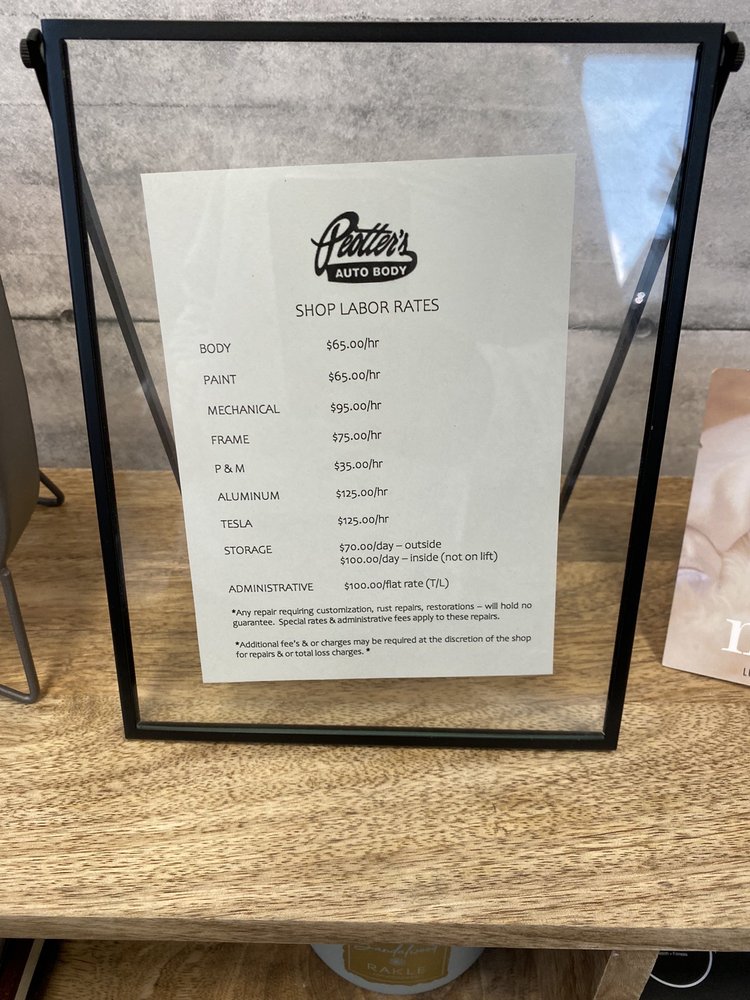 Peotter's
AUTO BODY
SHOP LABOR RATES
BODY $65.00/hr
PAINT $65.00/hr
MECHANICAL $95.00/hr
FRAME $75.00/hr
P & M $35.00/hr
ALUMINUM $125.00/hr
TESLA $125.00/hr
STORAGE $70.00/day – outside
$100.00/day – inside (not on lift)
ADMINISTRATIVE $100.00/flat rate (T/L)
*Any repair requiring customization, rust repairs, restorations – will hold no
guarantee. Special rates & administrative fees apply to these repairs.
*Additional fee's & or charges may be required at the discretion of the shop
for repairs & or total loss charges. *
Sandalwood
RAKLE